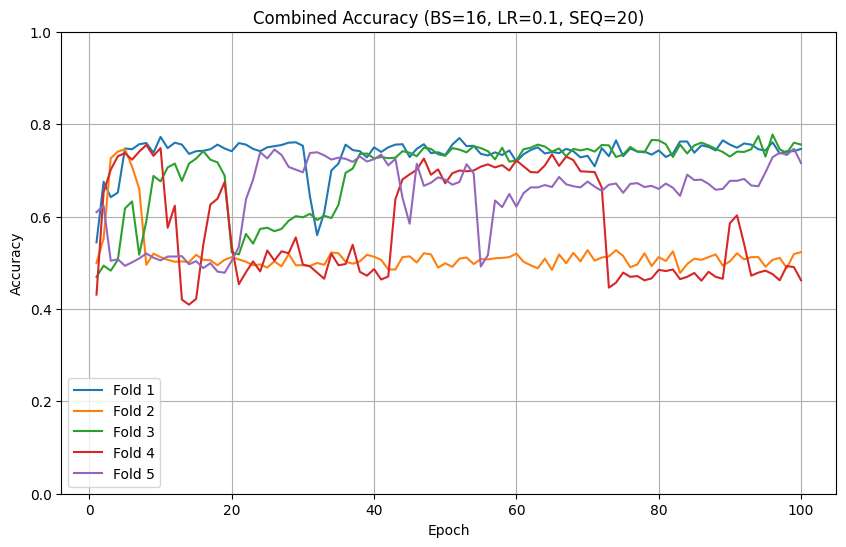 Combined Accuracy (BS=16, LR=0.1, SEQ=20)
1.0
0.8
0.6
0.4
0.2
0.0
Accuracy
Fold 1
Fold 2
Fold 3
Fold 4
Fold 5
0 20 40 60 80 100
Epoch